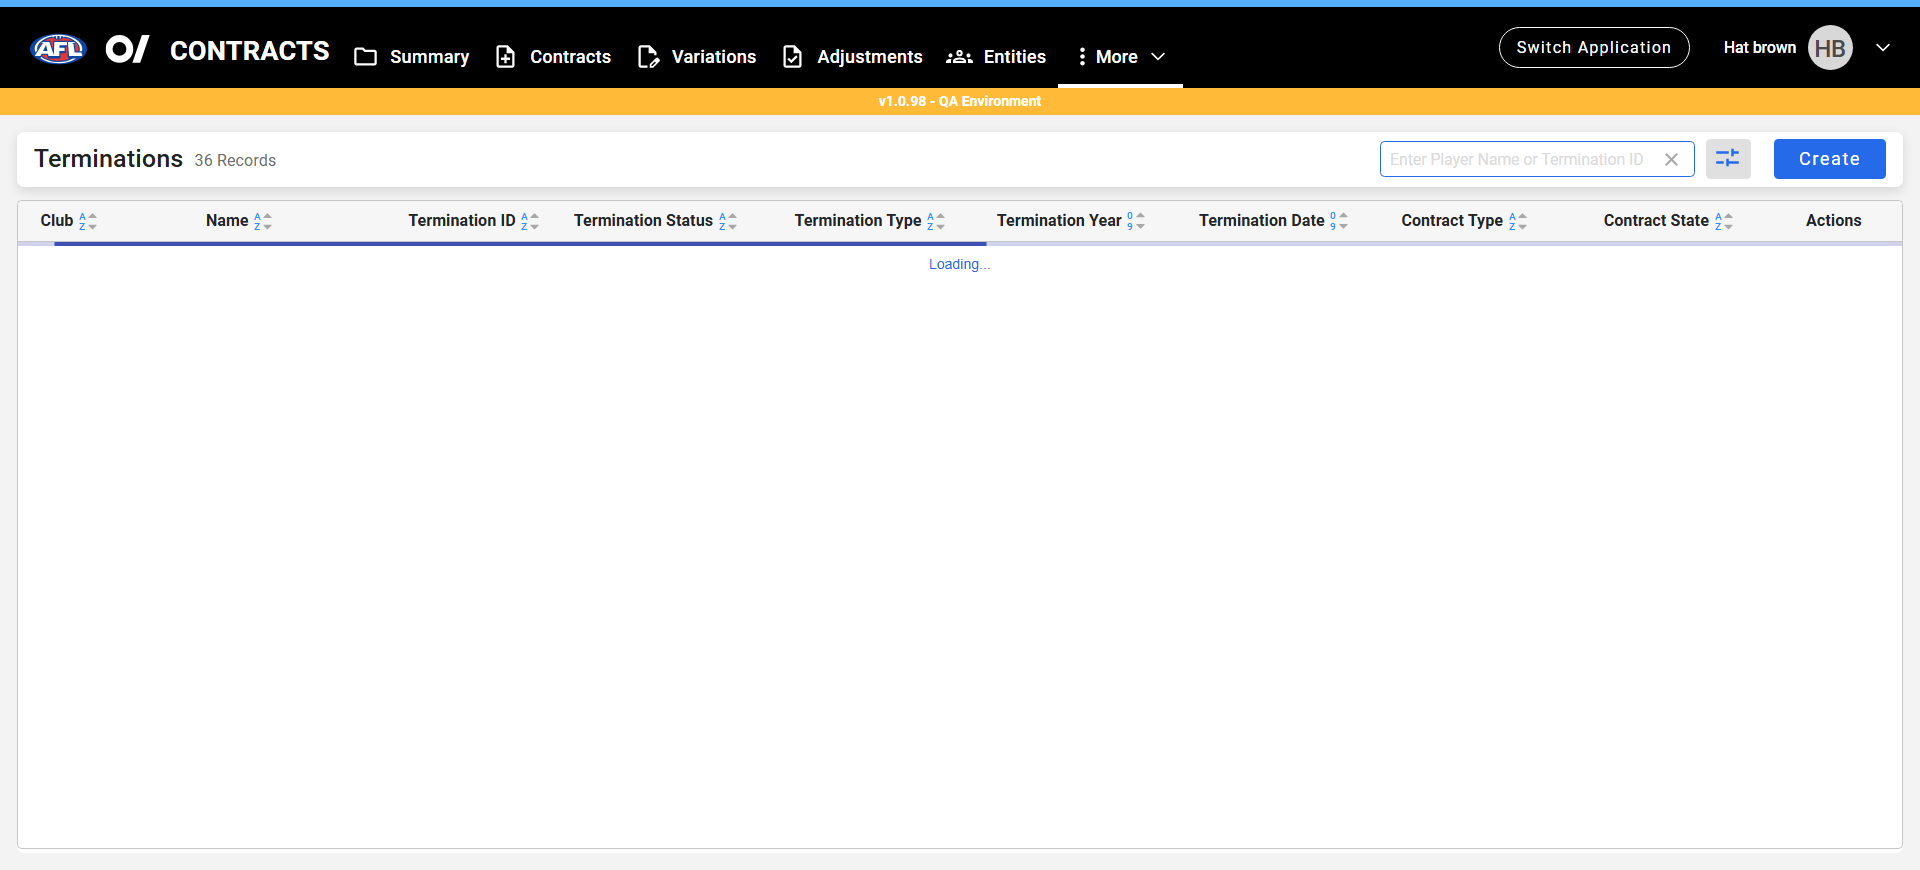 AFL CONTRACTS Summary Contracts Variations Adjustments Entities More Switch Application Hat brown HB
v1.0.98 - QA Environment
Terminations 36 Records Enter Player Name or Termination ID Create
Club Name Termination ID Termination Status Termination Type Termination Year Termination Date Contract Type Contract State Actions
Loading...